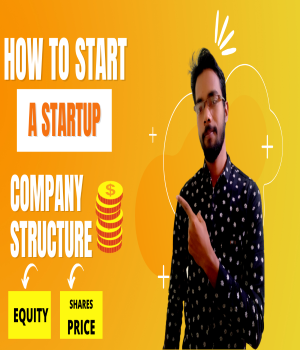 HOW TO START
A STARTUP
COMPANY
STRUCTURE
EQUITY
SHARES
PRICE